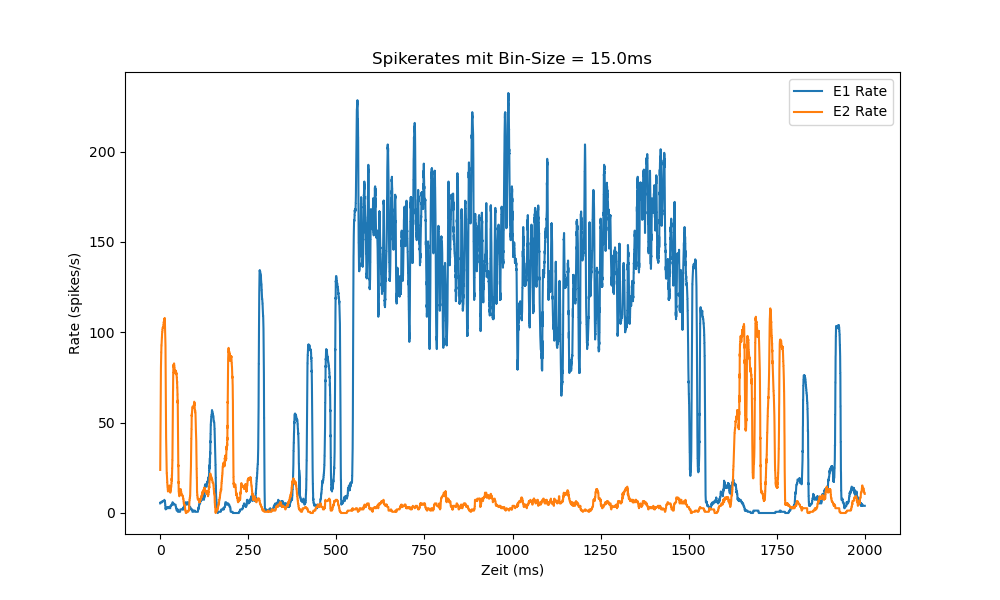 Spikerates mit Bin-Size = 15.0ms
E1 Rate
E2 Rate
Rate (spikes/s)
200
150
100
50
0
0 250 500 750 1000 1250 1500 1750 2000
Zeit (ms)